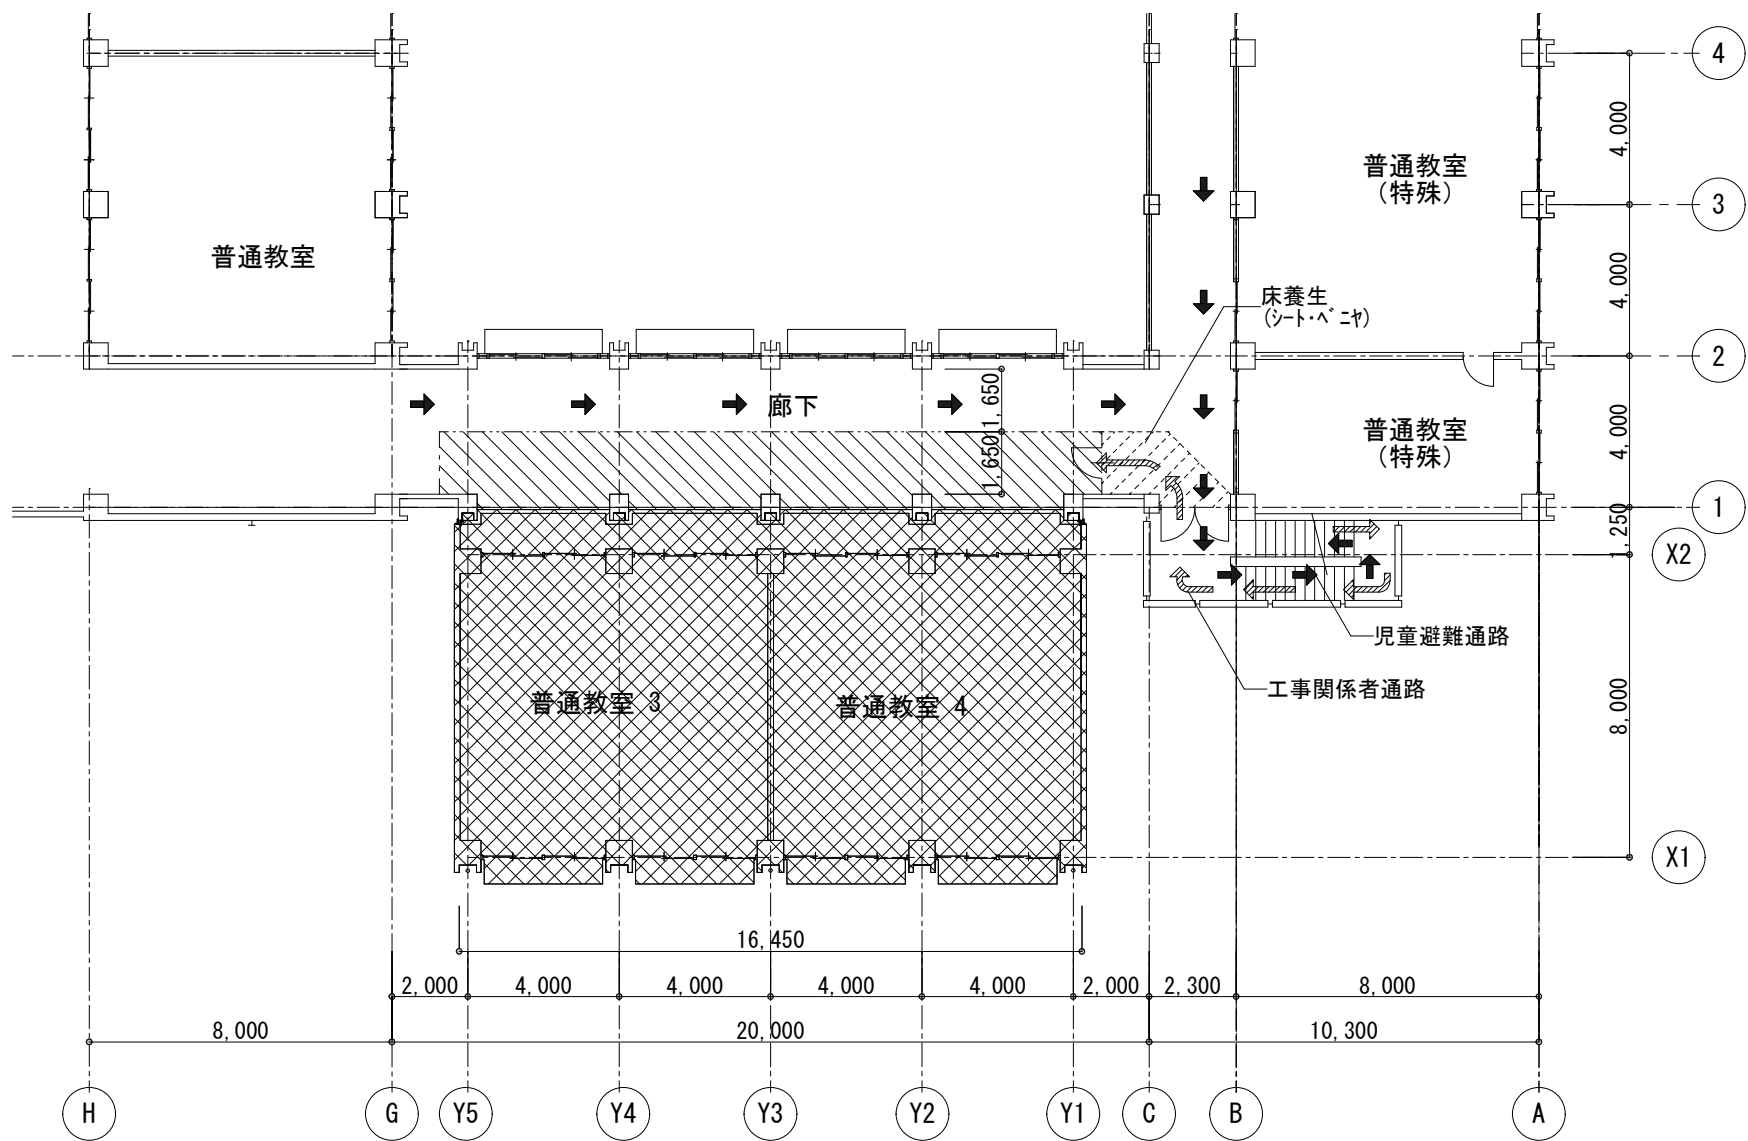 4
4,000
普通教室
(特殊)
3
普通教室
4,000
床養生
(シート・ベニヤ)
2
1,650
廊下
普通教室
(特殊)
4,000
1,650
1
1,250
X2
児童避難通路
工事関係者通路
普通教室 3
普通教室 4
8,000
X1
16,450
2,000
4,000
4,000
4,000
4,000
2,000
2,300
8,000
8,000
20,000
10,300
H
G
Y5
Y4
Y3
Y2
Y1
C
B
A